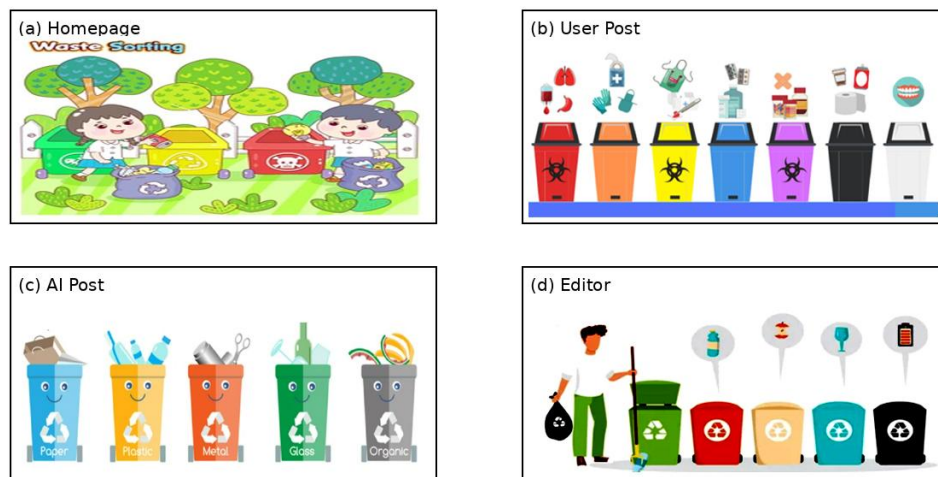 (a) Homepage
Waste Sorting
(b) User Post
(c) AI Post
Paper
Plastic
Metal
Glass
Organic
(d) Editor